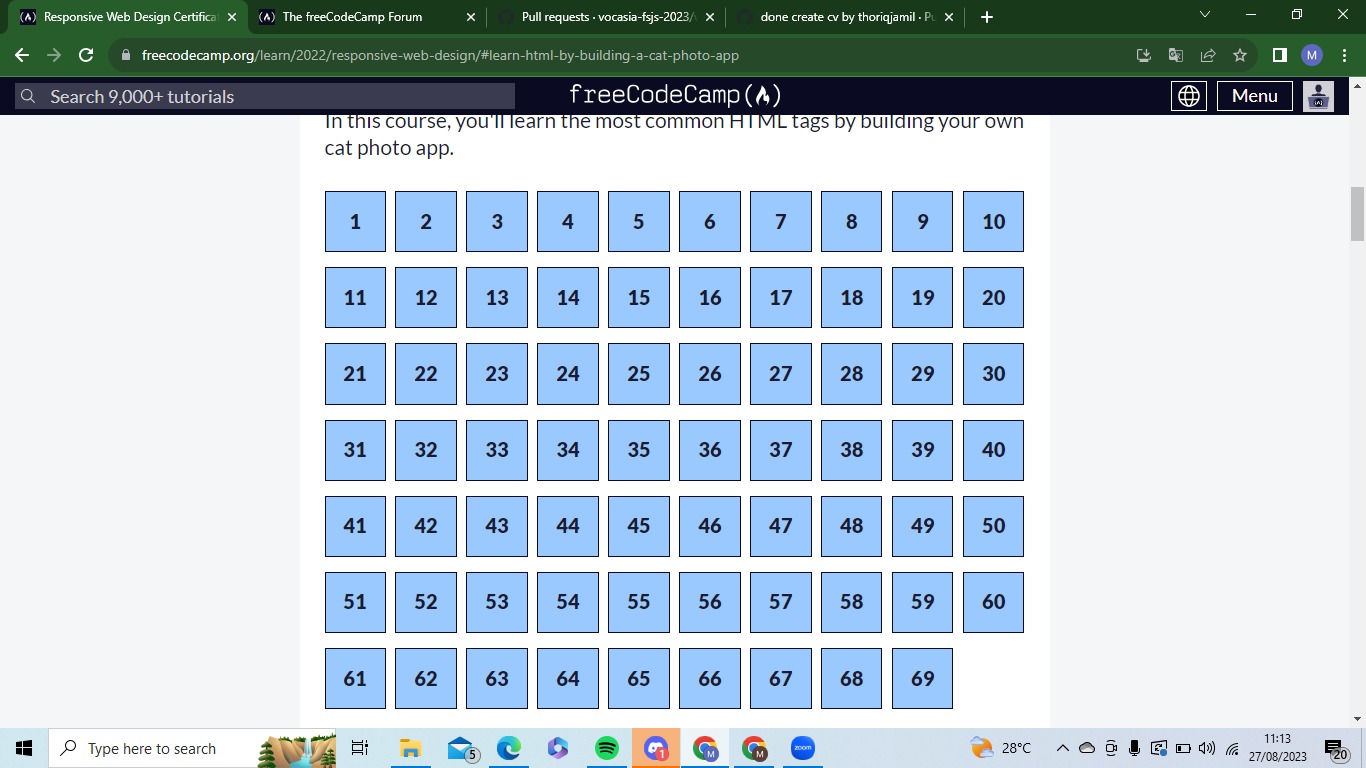 Responsive Web Design Certifica
The freeCodeCamp Forum
Pull requests · vocasia-fsjs-2023/
done create cv by thoriqjamil · Pu
freecodecamp.org/learn/2022/responsive-web-design/#learn-html-by-building-a-cat-photo-app
M
Search 9,000+ tutorials
freeCodeCamp
Menu
In this course, you'll learn the most common HTML tags by building your own
cat photo app.
1 2 3 4 5 6 7 8 9 10
11 12 13 14 15 16 17 18 19 20
21 22 23 24 25 26 27 28 29 30
31 32 33 34 35 36 37 38 39 40
41 42 43 44 45 46 47 48 49 50
51 52 53 54 55 56 57 58 59 60
61 62 63 64 65 66 67 68 69
Type here to search
5
1
M
M
zoom
28°C
11:13
27/08/2023
20